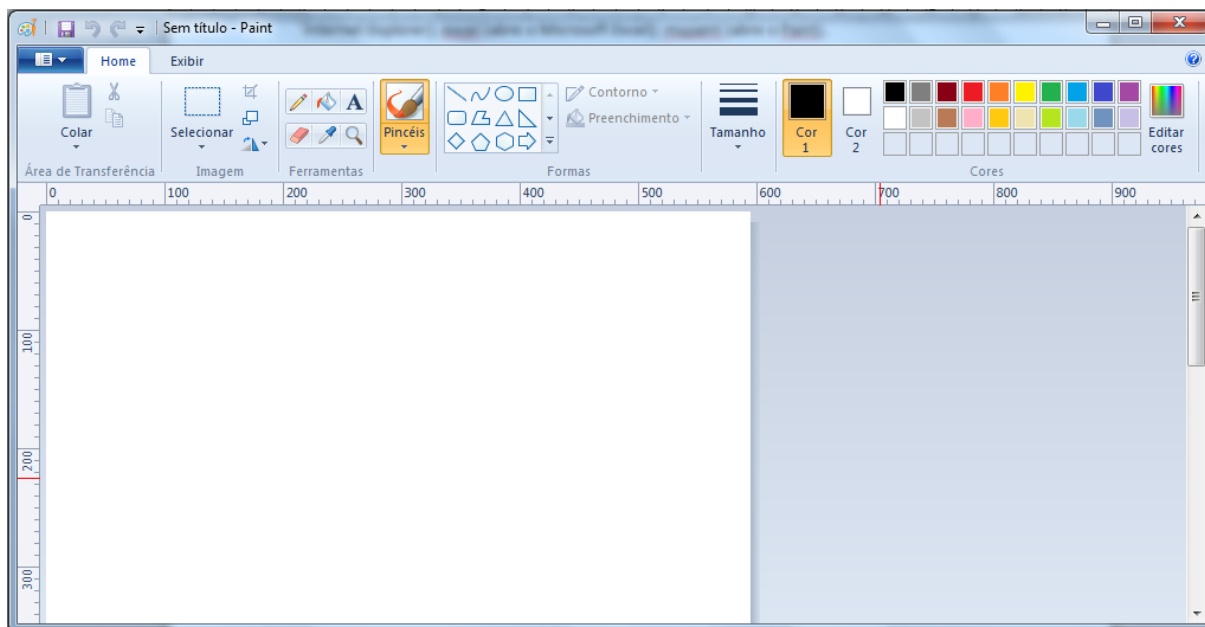 Sem título - Paint
Home Exibir
Colar
Selecionar
Pincéis
Contorno
Preenchimento
Tamanho
Cor 1
Cor 2
Editar cores
Área de Transferência Imagem Ferramentas Formas Cores
0 100 200 300 400 500 600 700 800 900
0
100
200
300